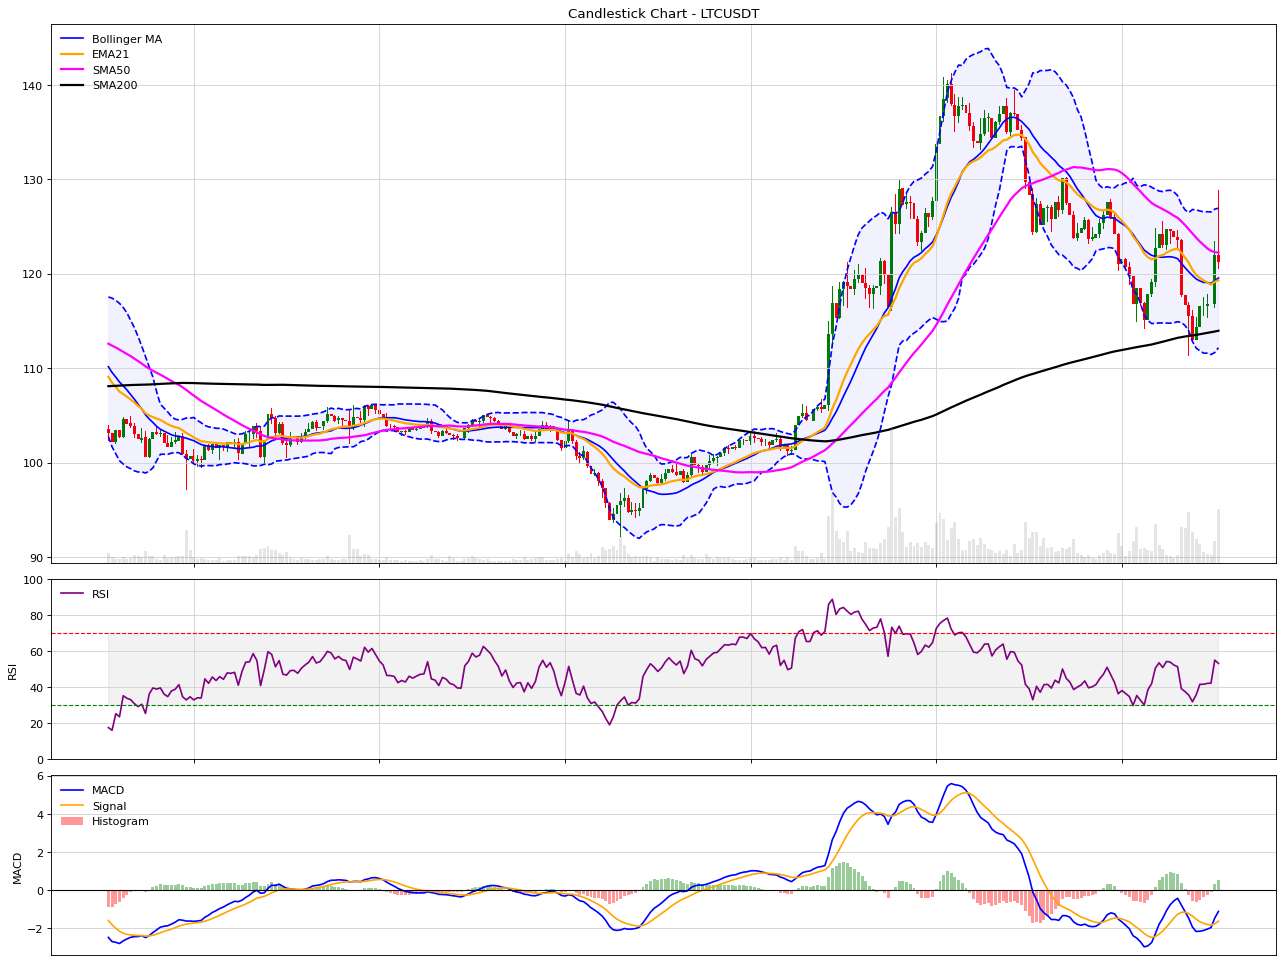 Candlestick Chart - LTCUSDT
Bollinger MA
EMA21
SMA50
SMA200
140
130
120
110
100
90
RSI
100
80
60
40
20
0
RSI
MACD
Signal
Histogram
6
4
2
0
−2
MACD